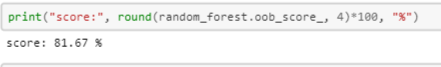 print("score:", round(random_forest.oob_score_, 4)*100, "%")
score: 81.67 %